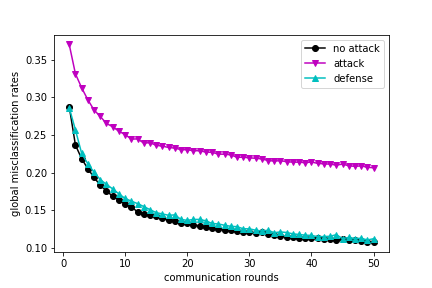 no attack
attack
defense
0.35
0.30
0.25
0.20
0.15
0.10
global misclassification rates
0 10 20 30 40 50
communication rounds